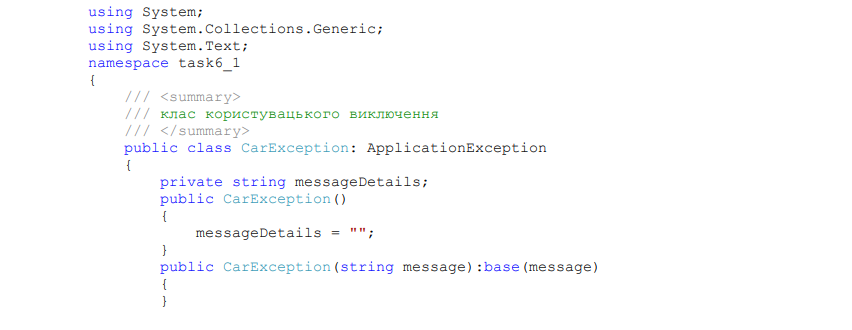 using System;
using System.Collections.Generic;
using System.Text;
namespace task6_1
{
/// <summary>
/// клас користувацького виключення
/// </summary>
public class CarException: ApplicationException
{
private string messageDetails;
public CarException()
{
messageDetails = "";
}
public CarException(string message):base(message)
{
}